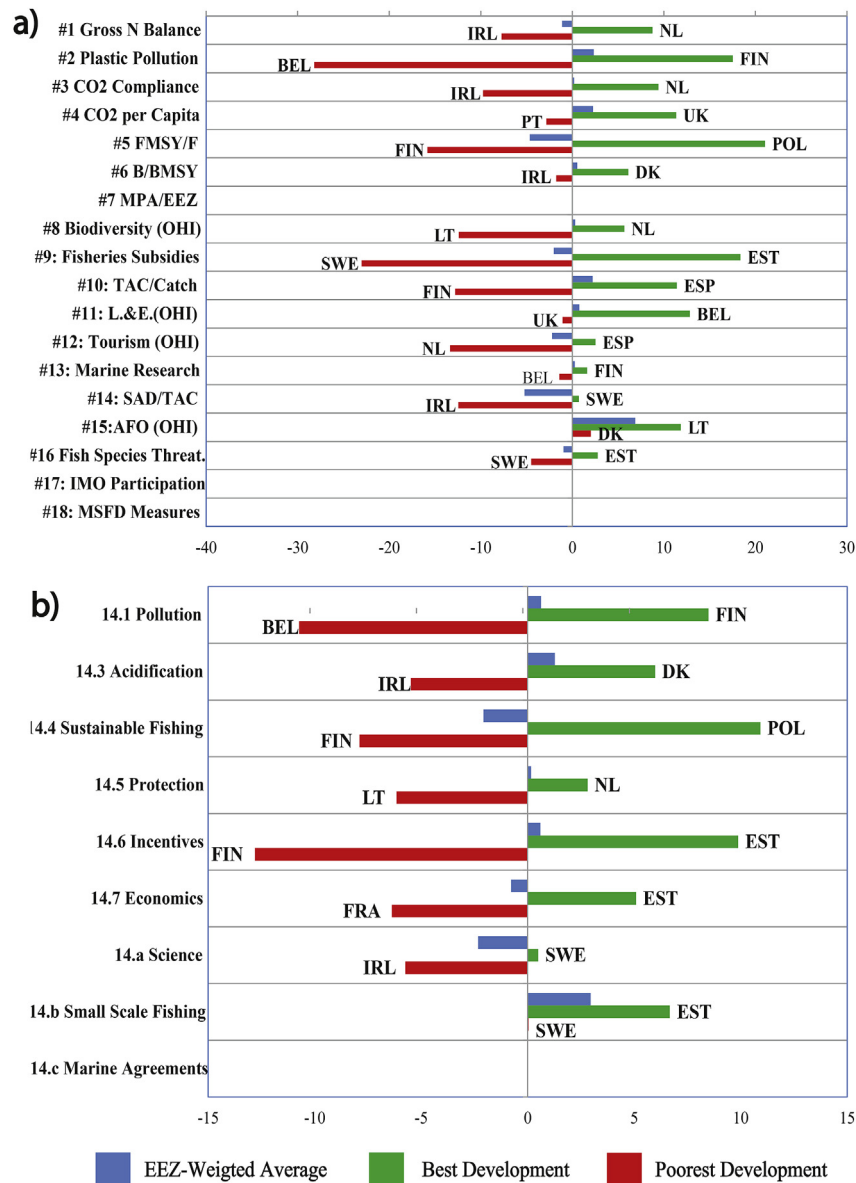 a)
#1 Gross N Balance IRL NL
#2 Plastic Pollution BEL FIN
#3 CO2 Compliance IRL NL
#4 CO2 per Capita PT UK
#5 FMSY/F FIN POL
#6 B/BMSY IRL DK
#7 MPA/EEZ
#8 Biodiversity (OHI) LT NL
#9: Fisheries Subsidies SWE EST
#10: TAC/Catch FIN ESP
#11: L.&E.(OHI) UK BEL
#12: Tourism (OHI) NL ESP
#13: Marine Research BEL FIN
#14: SAD/TAC IRL SWE
#15:AFO (OHI) DK LT
#16 Fish Species Threat. SWE EST
#17: IMO Participation
#18: MSFD Measures
-40 -30 -20 -10 0 10 20 30
b)
14.1 Pollution BEL FIN
14.3 Acidification IRL DK
14.4 Sustainable Fishing FIN POL
14.5 Protection LT NL
14.6 Incentives FIN EST
14.7 Economics FRA EST
14.a Science IRL SWE
14.b Small Scale Fishing EST
SWE
14.c Marine Agreements
-15 -10 -5 0 5 10 15
EEZ-Weigted Average Best Development Poorest Development